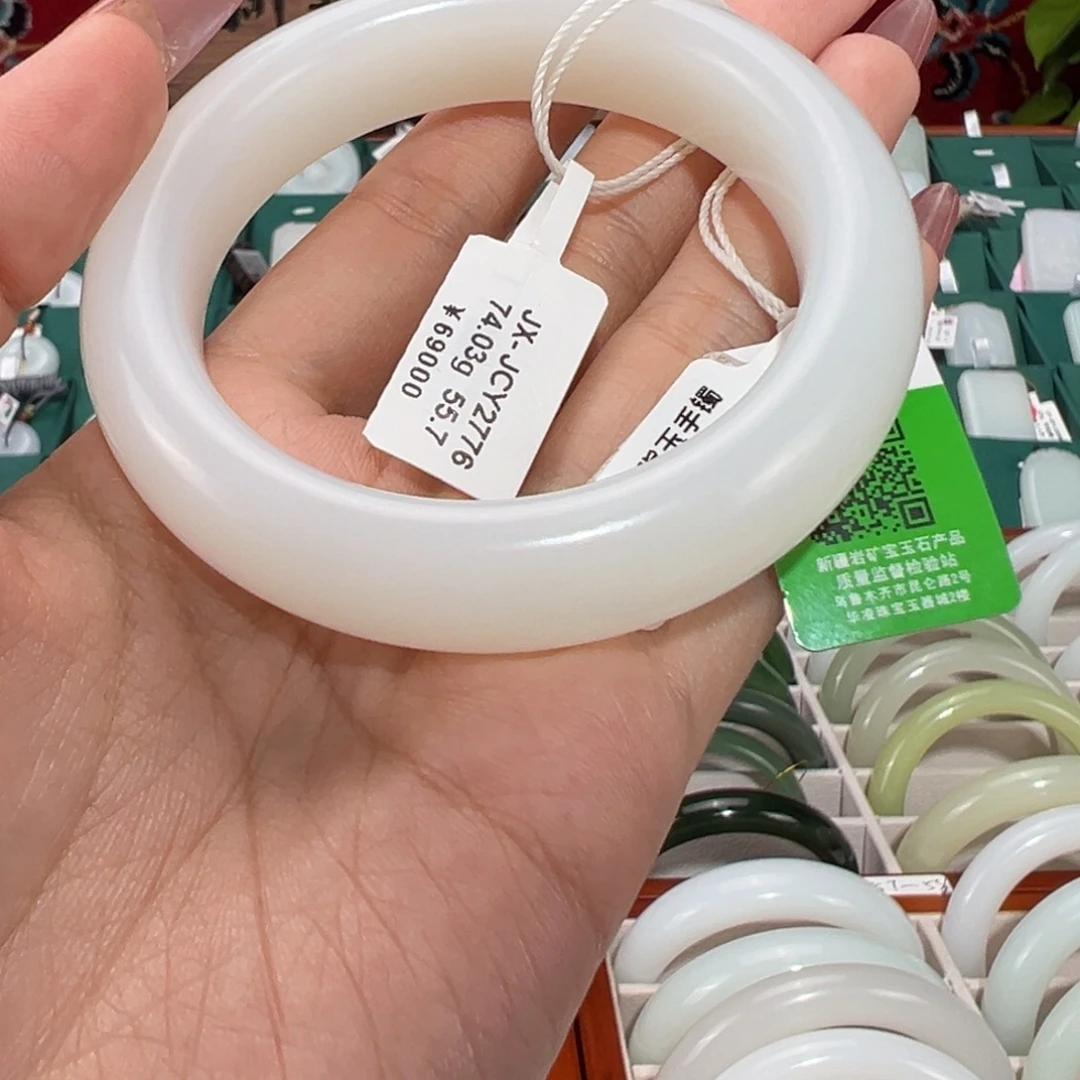 JX-JCY2776
74.03g 55.7
¥69000
镯
新疆岩矿宝玉石产品
质量监督检验站
乌鲁木齐市昆仑路2号
华凌珠宝玉器城2楼